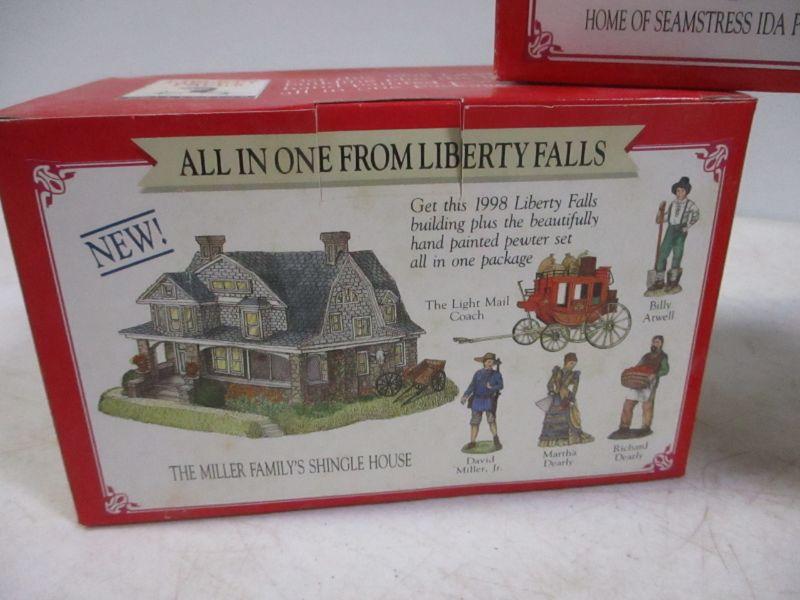 HOME OF SEAMSTRESS IDA
ALL IN ONE FROM LIBERTY FALLS
NEW!
Get this 1998 Liberty Falls
building plus the beautifully
hand painted pewter set
all in one package
The Light Mail
Coach
Billy
Atwell
David
Miller, Jr.
Martha
Dearly
Richard
Dearly
THE MILLER FAMILY'S SHINGLE HOUSE